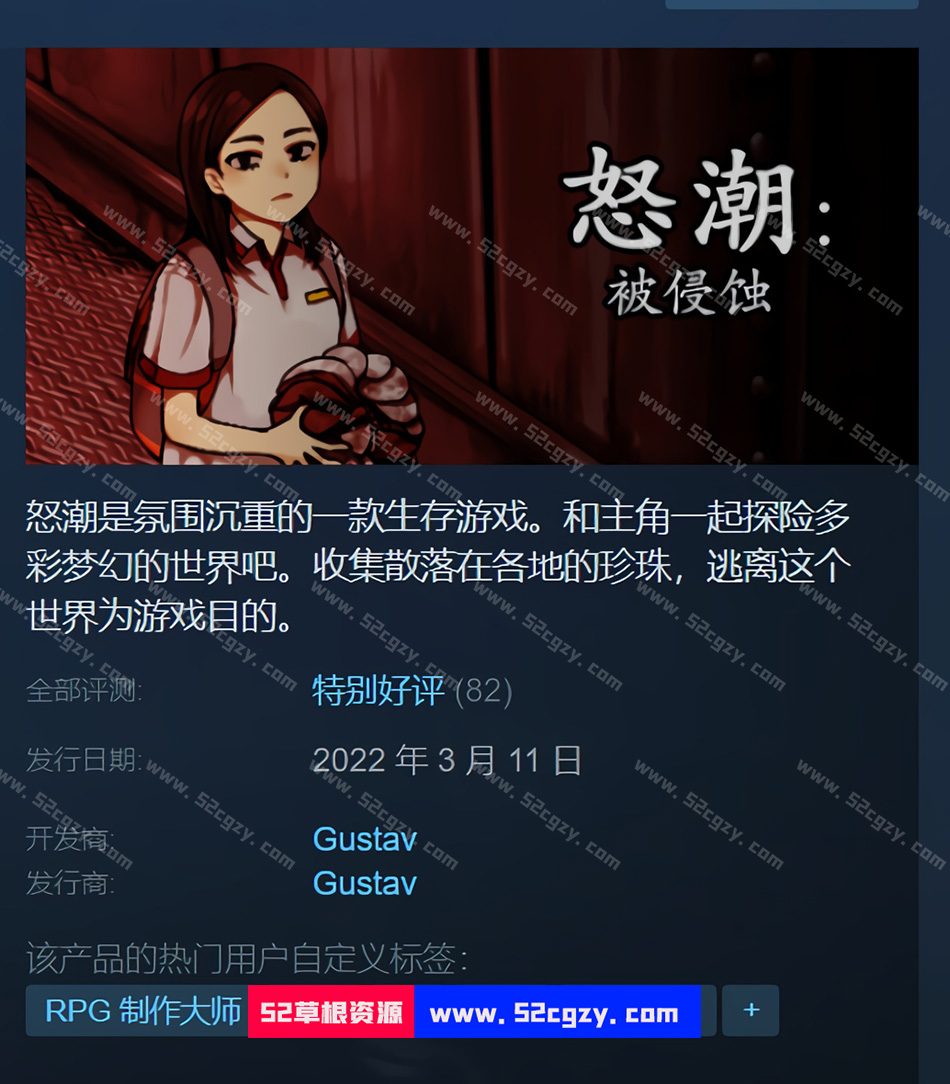 怒潮:
被侵蚀
怒潮是氛围沉重的一款生存游戏。和主角一起探险多
彩梦幻的世界吧。收集散落在各地的珍珠，逃离这个
世界为游戏目的。
全部评测: 特别好评 (82)
发行日期: 2022 年 3 月 11 日
开发商: Gustav
发行商: Gustav
该产品的热门用户自定义标签:
RPG 制作大师 52草根资源 www.52cgzy.com +